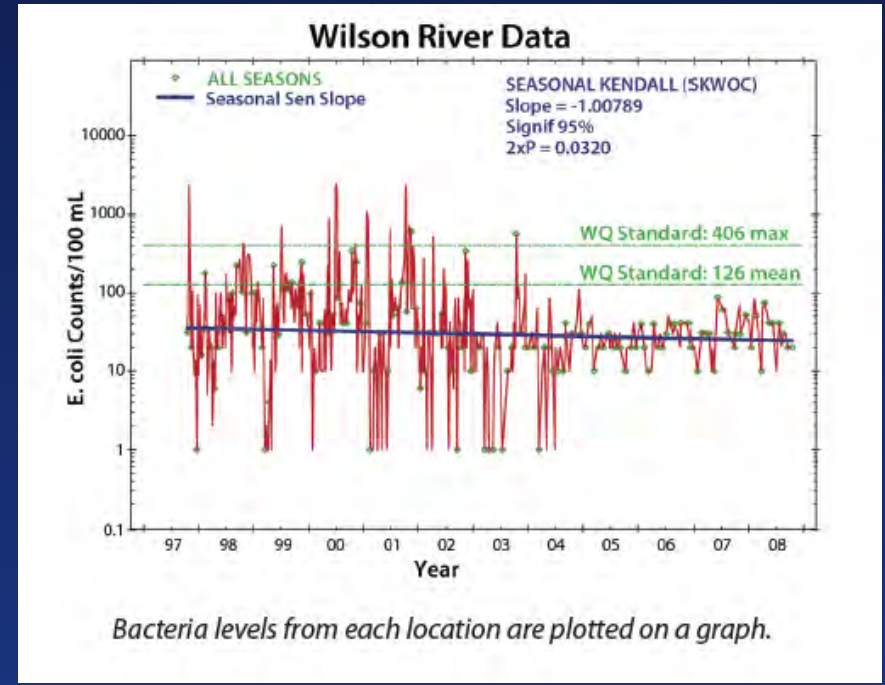 Wilson River Data
ALL SEASONS
Seasonal Sen Slope
SEASONAL KENDALL (SKWOC)
Slope = -1.00789
Signif 95%
2xP = 0.0320
10000
1000
100
10
1
0.1
E. coli Counts/100 mL
WQ Standard: 406 max
WQ Standard: 126 mean
97 98 99 00 01 02 03 04 05 06 07 08
Year
Bacteria levels from each location are plotted on a graph.